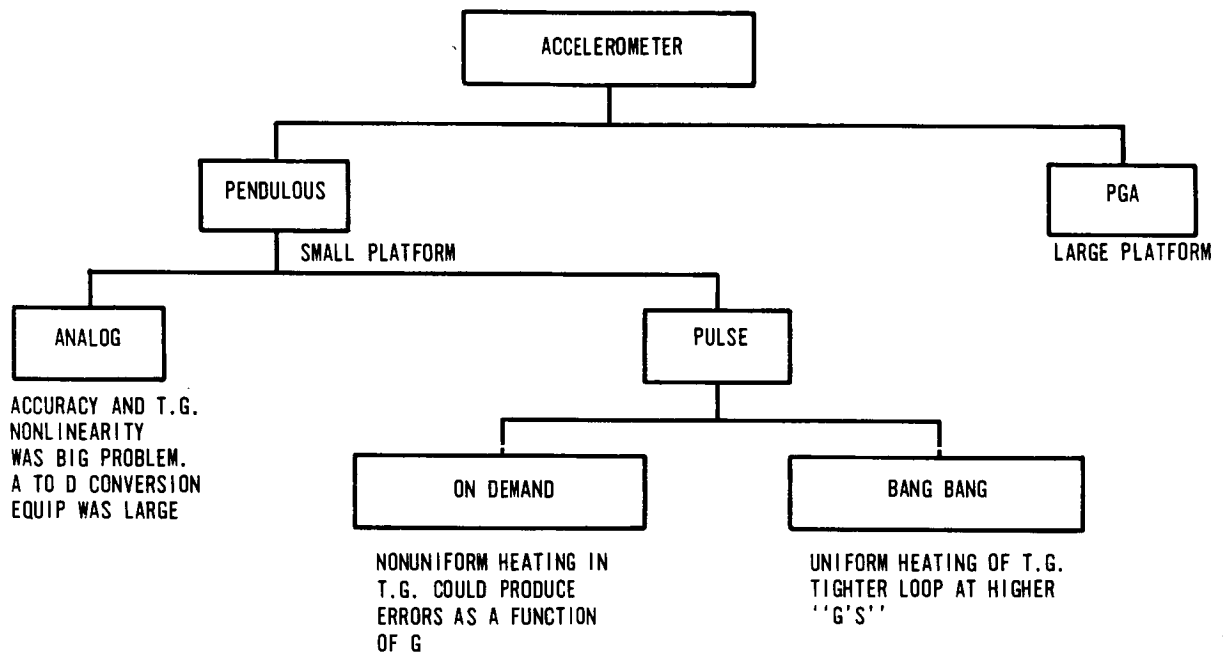 ACCELEROMETER
PENDULOUS
PGA
SMALL PLATFORM
LARGE PLATFORM
ANALOG
PULSE
ACCURACY AND T.G.
NONLINEARITY
WAS BIG PROBLEM.
A TO D CONVERSION
EQUIP WAS LARGE
ON DEMAND
BANG BANG
NONUNIFORM HEATING IN
T.G. COULD PRODUCE
ERRORS AS A FUNCTION
OF G
UNIFORM HEATING OF T.G.
TIGHTER LOOP AT HIGHER
''G'S''